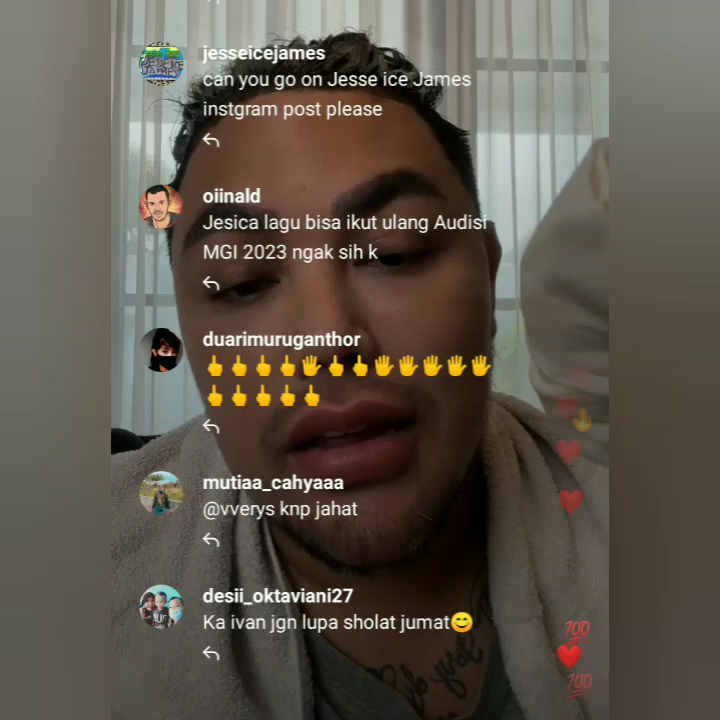 jesseicejames
can you go on Jesse ice James
instgram post please
oiinald
Jesica lagu bisa ikut ulang Audisi
MGI 2023 ngak sih k
duarimuruganthor
👆👆👆👆🖐👆👆🖐🖐🖐🖐🖐
👆👆👆👆👆
mutiaa_cahyaaa
@vverys knp jahat
desii_oktaviani27
Ka ivan jgn lupa sholat jumat😊
💯
💯